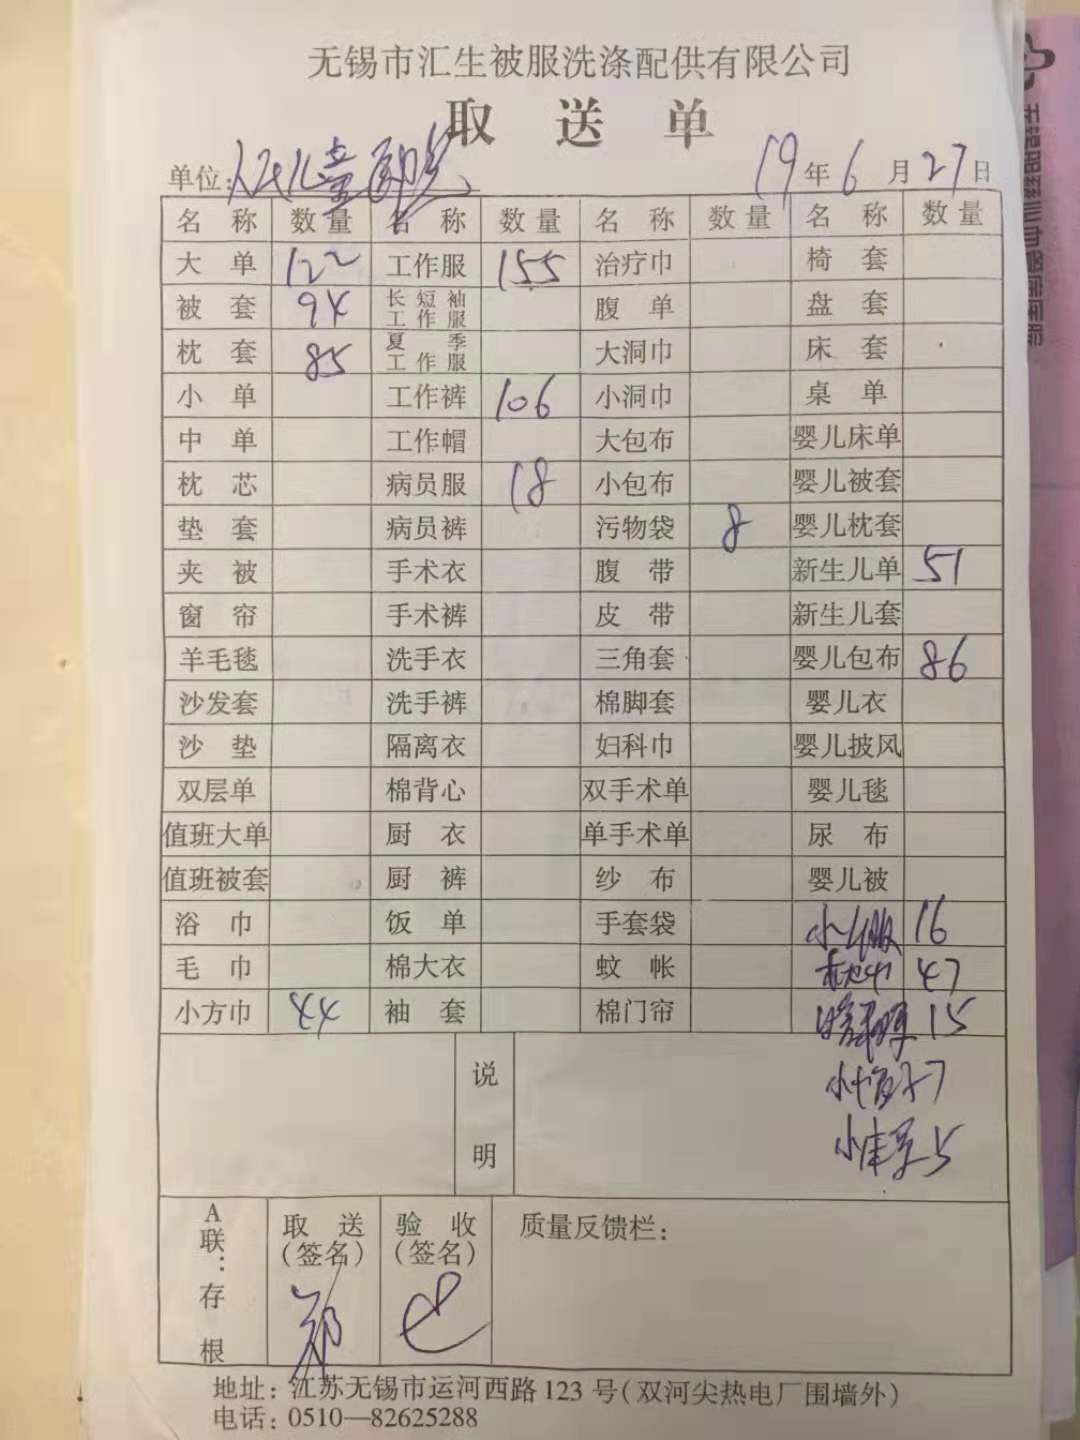 无锡市汇生被服洗涤配供有限公司
取送单
单位: 人民儿童 19年6月27日
名称 数量 名称 数量 名称 数量 名称 数量
大单 122 工作服 155 治疗巾 椅套
被套 94 长短袖工作服 腹单 盘套
枕套 85 夏季工作服 大洞巾 床套
小单 工作裤 106 小洞巾 桌单
中单 工作帽 大包布 婴儿床单
枕芯 病员服 18 小包布 婴儿被套
垫套 病员裤 污物袋 8 婴儿枕套
夹被 手术衣 腹带 新生儿单 51
窗帘 手术裤 皮带 新生儿套
羊毛毯 洗手衣 三角套 婴儿包布 86
沙发套 洗手裤 棉脚套 婴儿衣
沙垫 隔离衣 妇科巾 婴儿披风
双层单 棉背心 双手术单 婴儿毯
值班大单 厨衣 单手术单 尿布
值班被套 厨裤 纱布 婴儿被
浴巾 饭单 手套袋 小儿服 16
毛巾 棉大衣 蚊帐 枕巾 47
小方巾 44 袖套 棉门帘 15
小 7
小 5
说明
A联:存根 取送(签名) 验收(签名) 质量反馈栏:
郑
地址: 江苏无锡市运河西路123号(双河尖热电厂围墙外)
电话: 0510—82625288